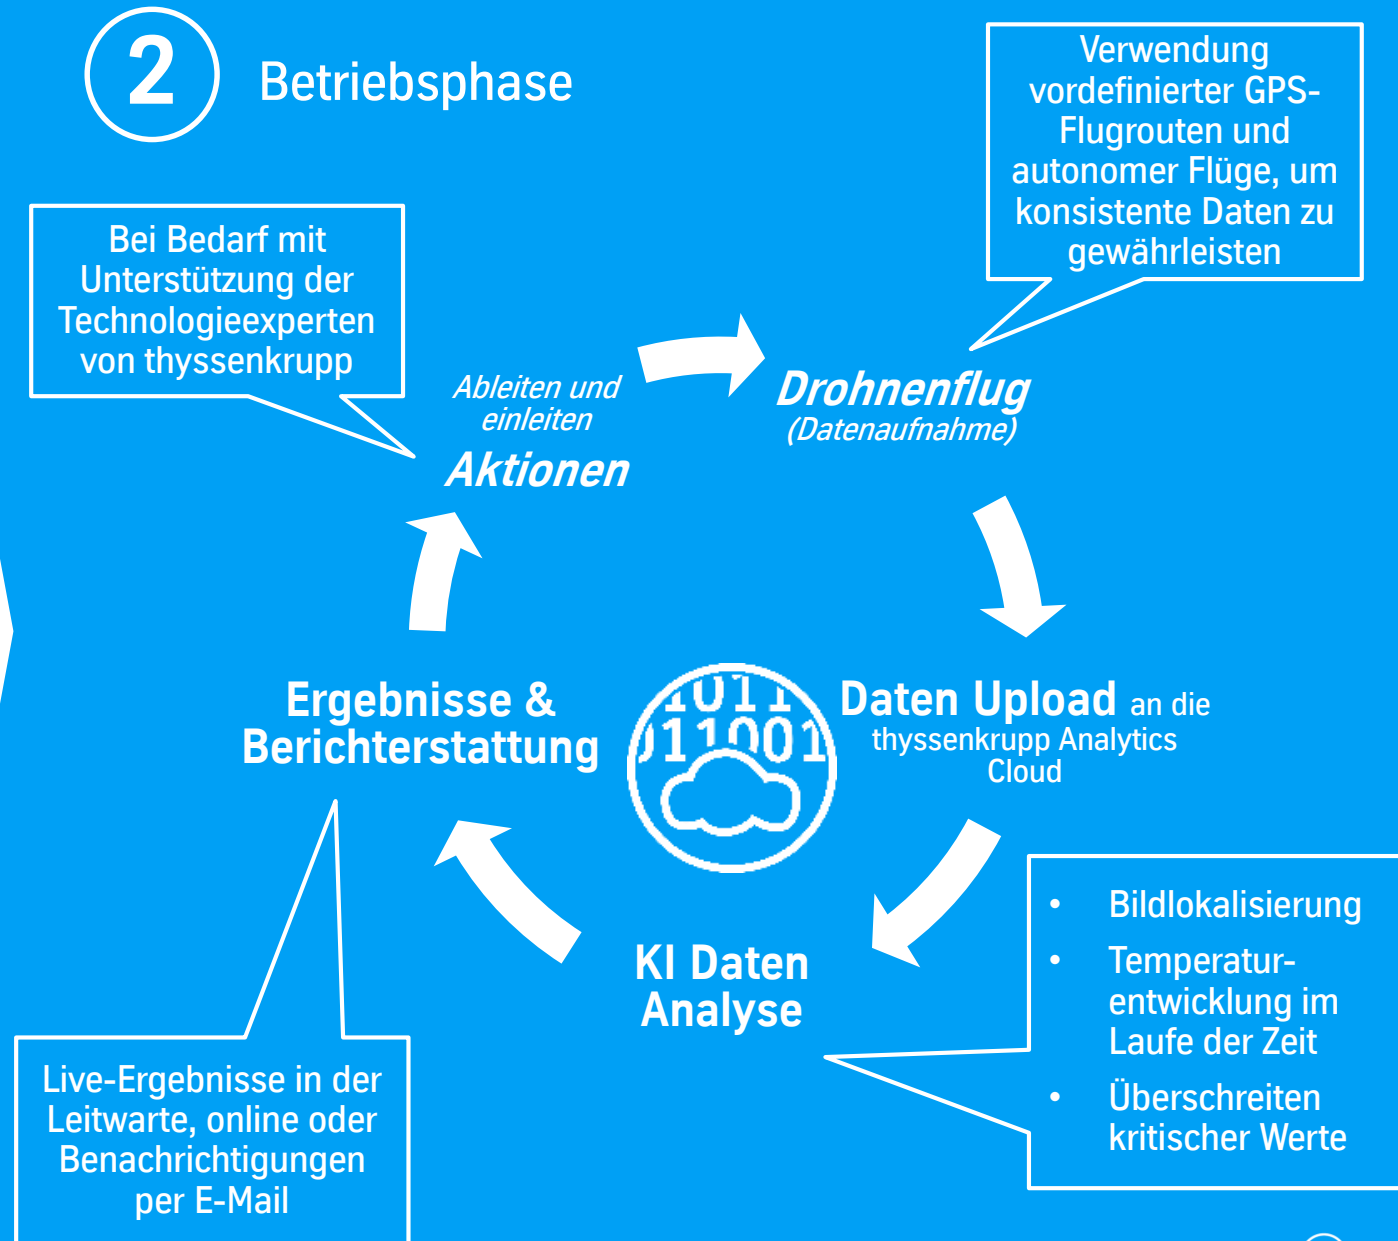 2
Betriebsphase
Verwendung
vordefinierter GPS-
Flugrouten und
autonomer Flüge, um
konsistente Daten zu
gewährleisten
Bei Bedarf mit
Unterstützung der
Technologieexperten
von thyssenkrupp
Ableiten und
einleiten
Aktionen
Drohnenflug
(Datenaufnahme)
Ergebnisse &
Berichterstattung
1011
011001
Daten Upload an die
thyssenkrupp Analytics
Cloud
KI Daten
Analyse
• Bildlokalisierung
• Temperatur-
entwicklung im
Laufe der Zeit
• Überschreiten
kritischer Werte
Live-Ergebnisse in der
Leitwarte, online oder
Benachrichtigungen
per E-Mail